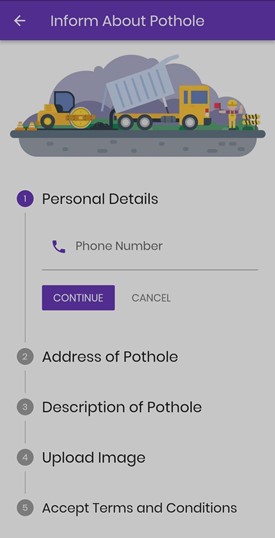 Inform About Pothole
1 Personal Details
Phone Number
CONTINUE CANCEL
2 Address of Pothole
3 Description of Pothole
4 Upload Image
5 Accept Terms and Conditions